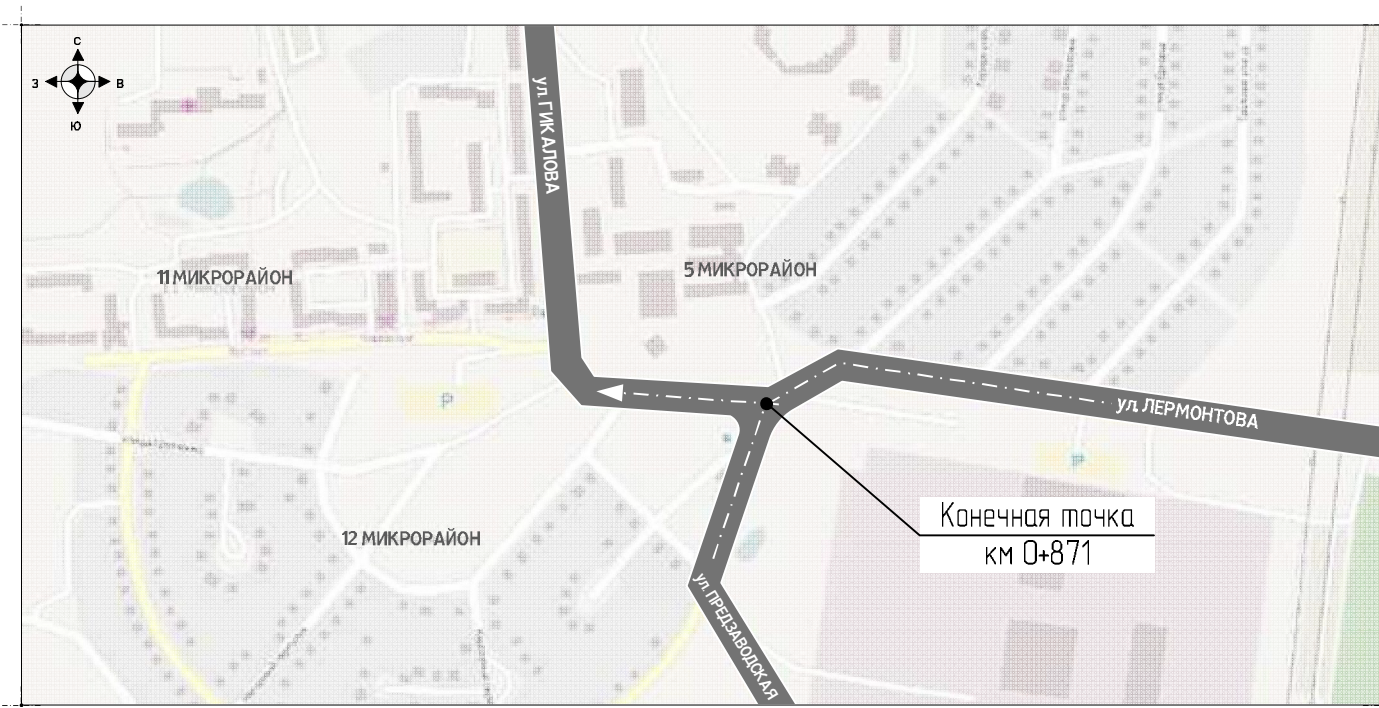 С
З
В
Ю
ул. ГИКАЛОВА
11 МИКРОРАЙОН
5 МИКРОРАЙОН
Р
ул. ЛЕРМОНТОВА
Р
Конечная точка
км 0+871
12 МИКРОРАЙОН
ул. ПРЕДЗАВОДСКАЯ